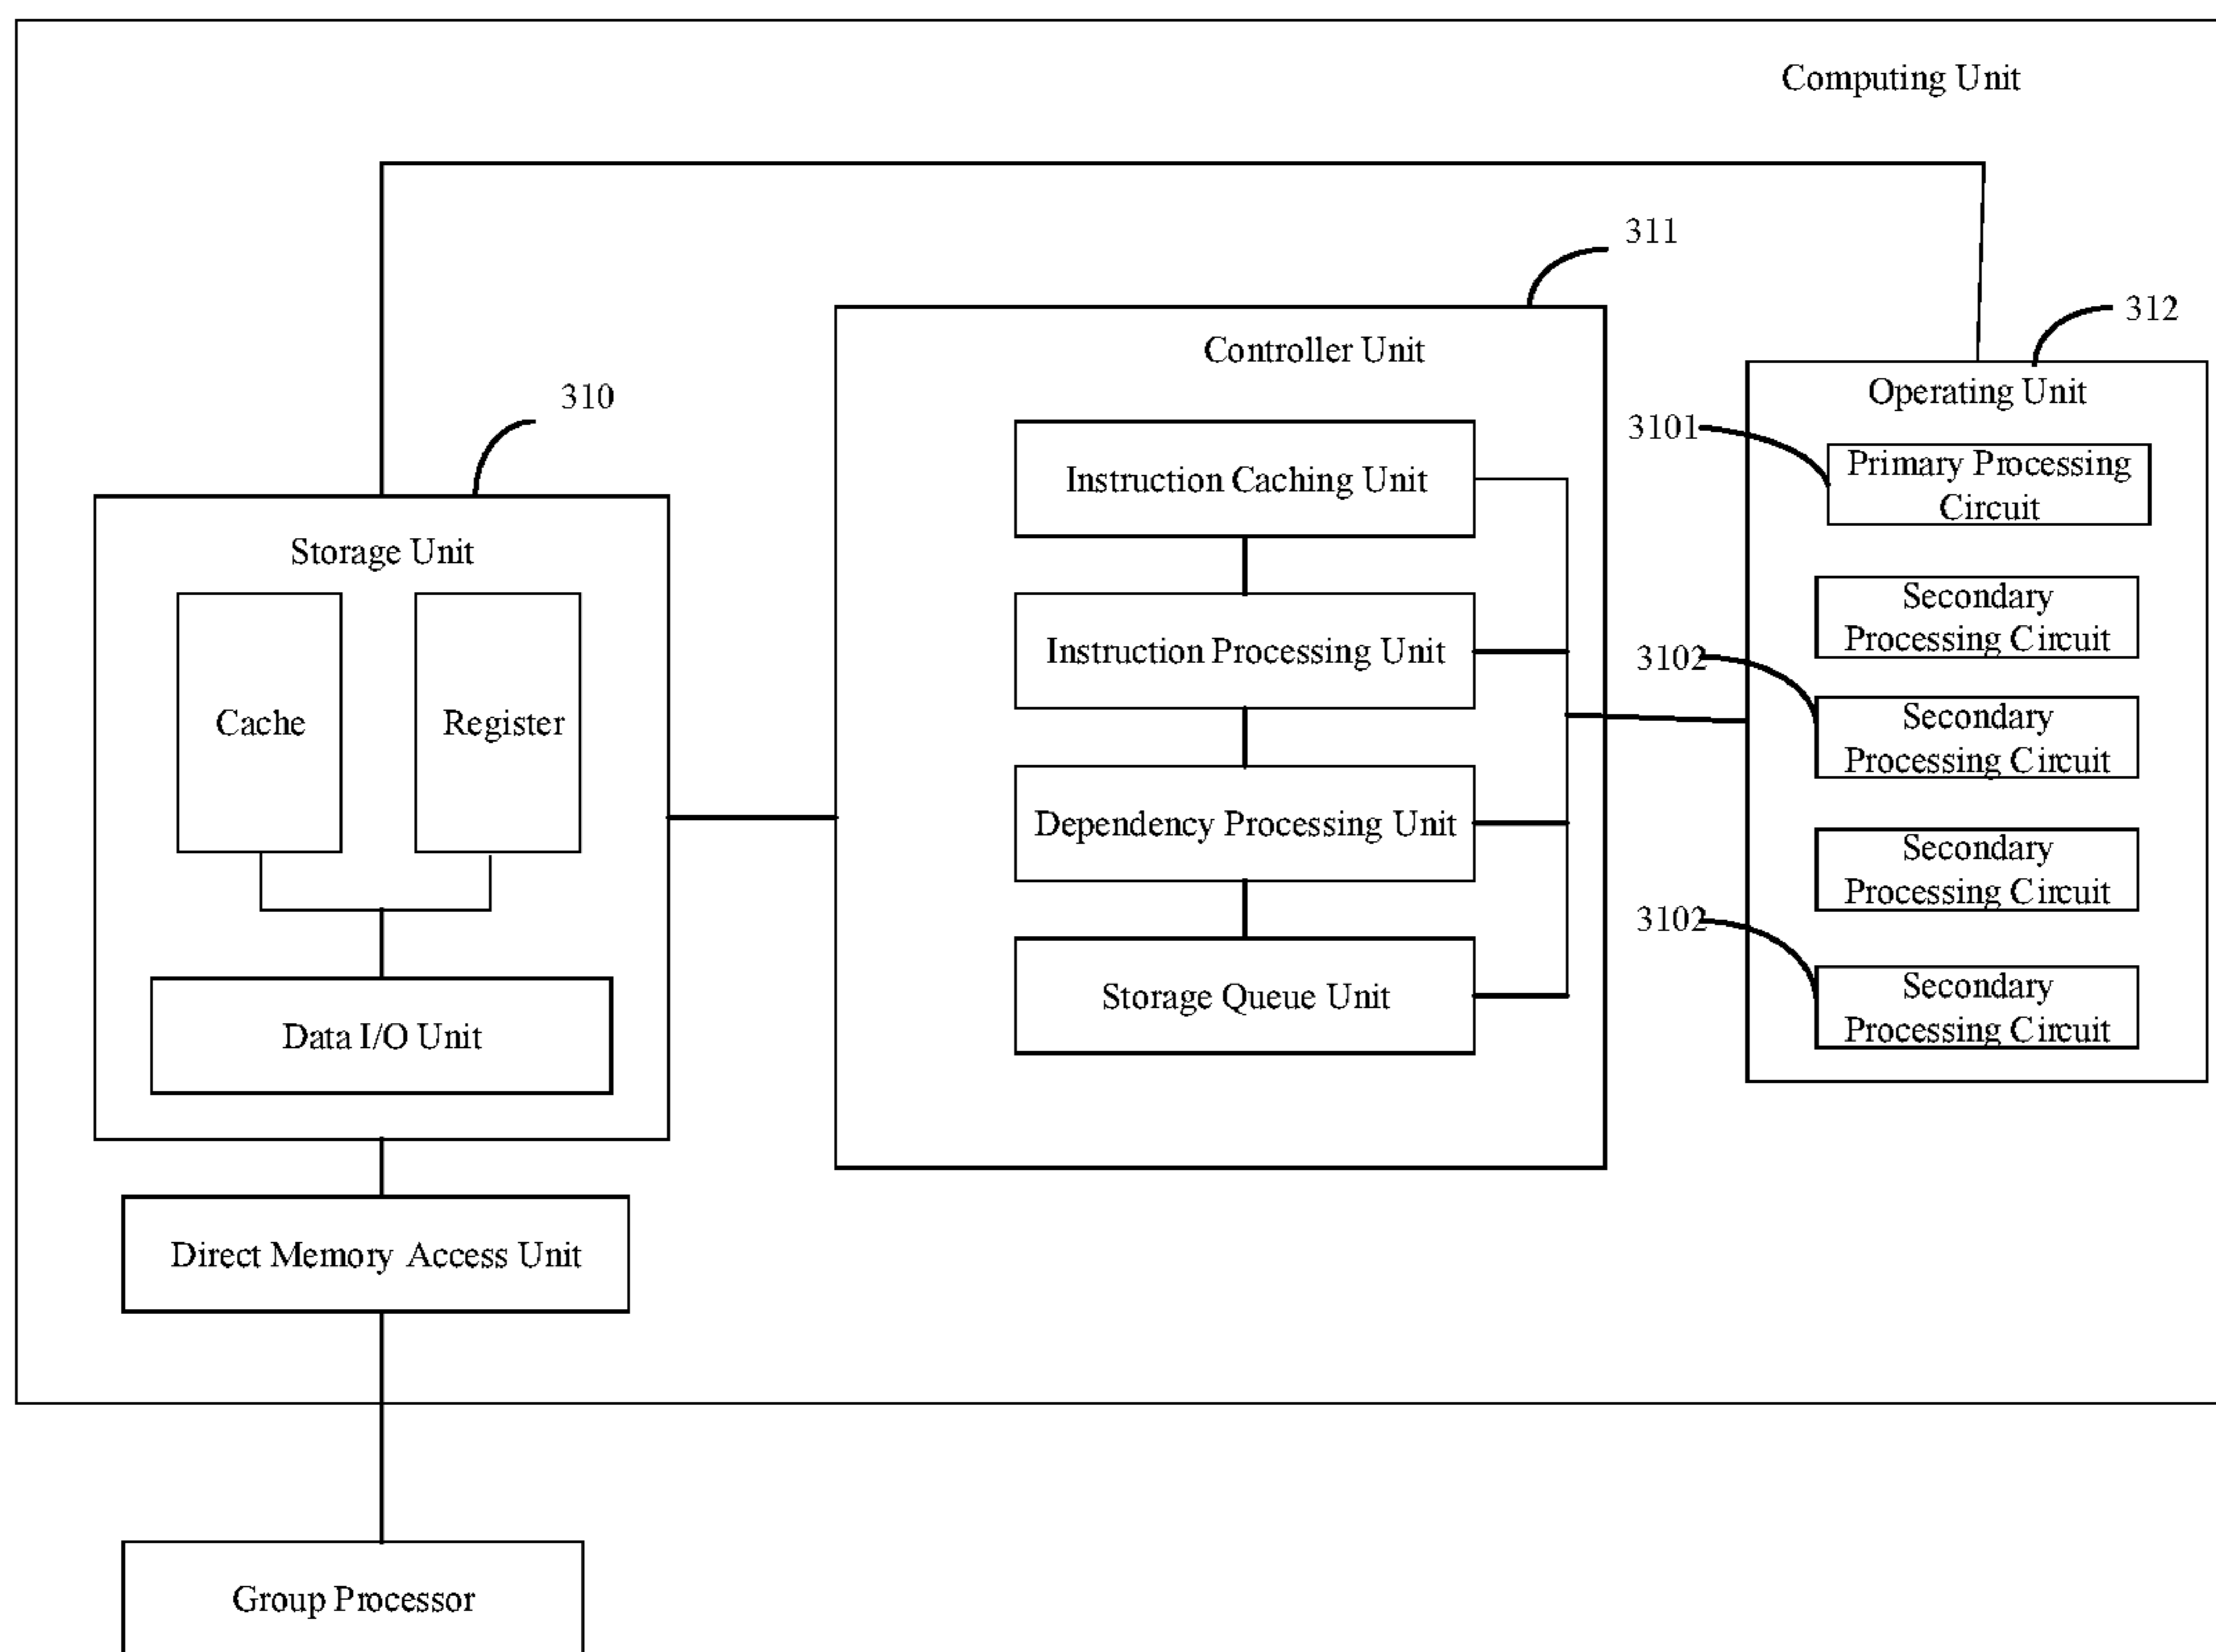 Computing Unit
311
312
310
Controller Unit
Operating Unit
3101
Primary Processing
Circuit
Instruction Caching Unit
Storage Unit
Secondary
Processing Circuit
Instruction Processing Unit
3102
Cache
Register
Secondary
Processing Circuit
Dependency Processing Unit
Secondary
Processing Circuit
3102
Storage Queue Unit
Secondary
Processing Circuit
Data I/O Unit
Direct Memory Access Unit
Group Processor